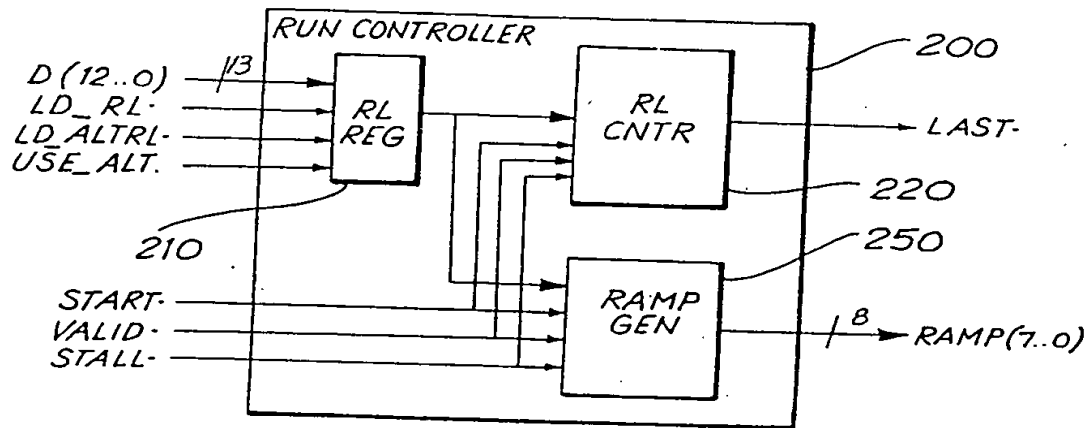 RUN CONTROLLER
200
D(12..0)
13
LD_RL-
LD_ALTRL-
USE_ALT.
RL
REG
RL
CNTR
LAST-
220
210
250
START-
VALID-
STALL-
RAMP
GEN
8
RAMP(7..0)